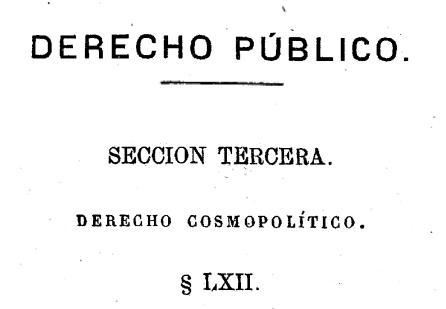 DERECHO PÚBLICO.
SECCION TERCERA.
DERECHO COSMOPOLÍTICO.
§ LXII.